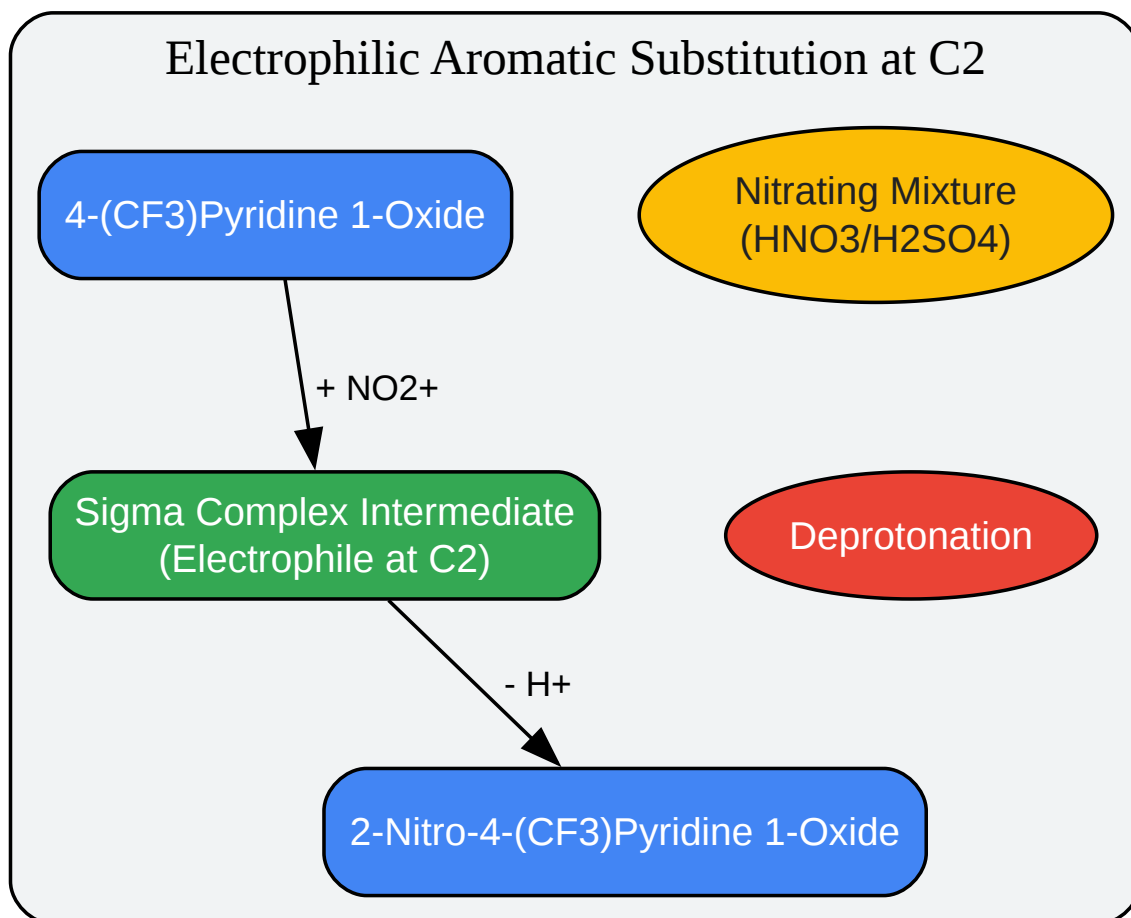 Electrophilic Aromatic Substitution at C2
4-(CF3)Pyridine 1-Oxide
Nitrating Mixture
(HNO3/H2SO4)
+ NO2+
Sigma Complex Intermediate
(Electrophile at C2)
Deprotonation
- H+
2-Nitro-4-(CF3)Pyridine 1-Oxide